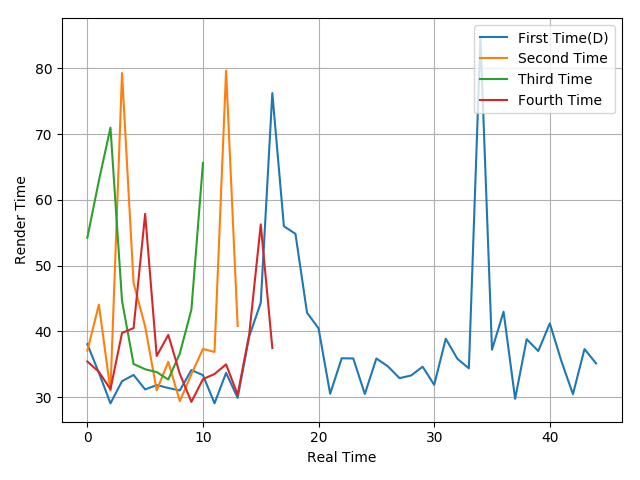 First Time(D)
Second Time
Third Time
Fourth Time
80
70
60
50
40
30
Render Time
0 10 20 30 40
Real Time